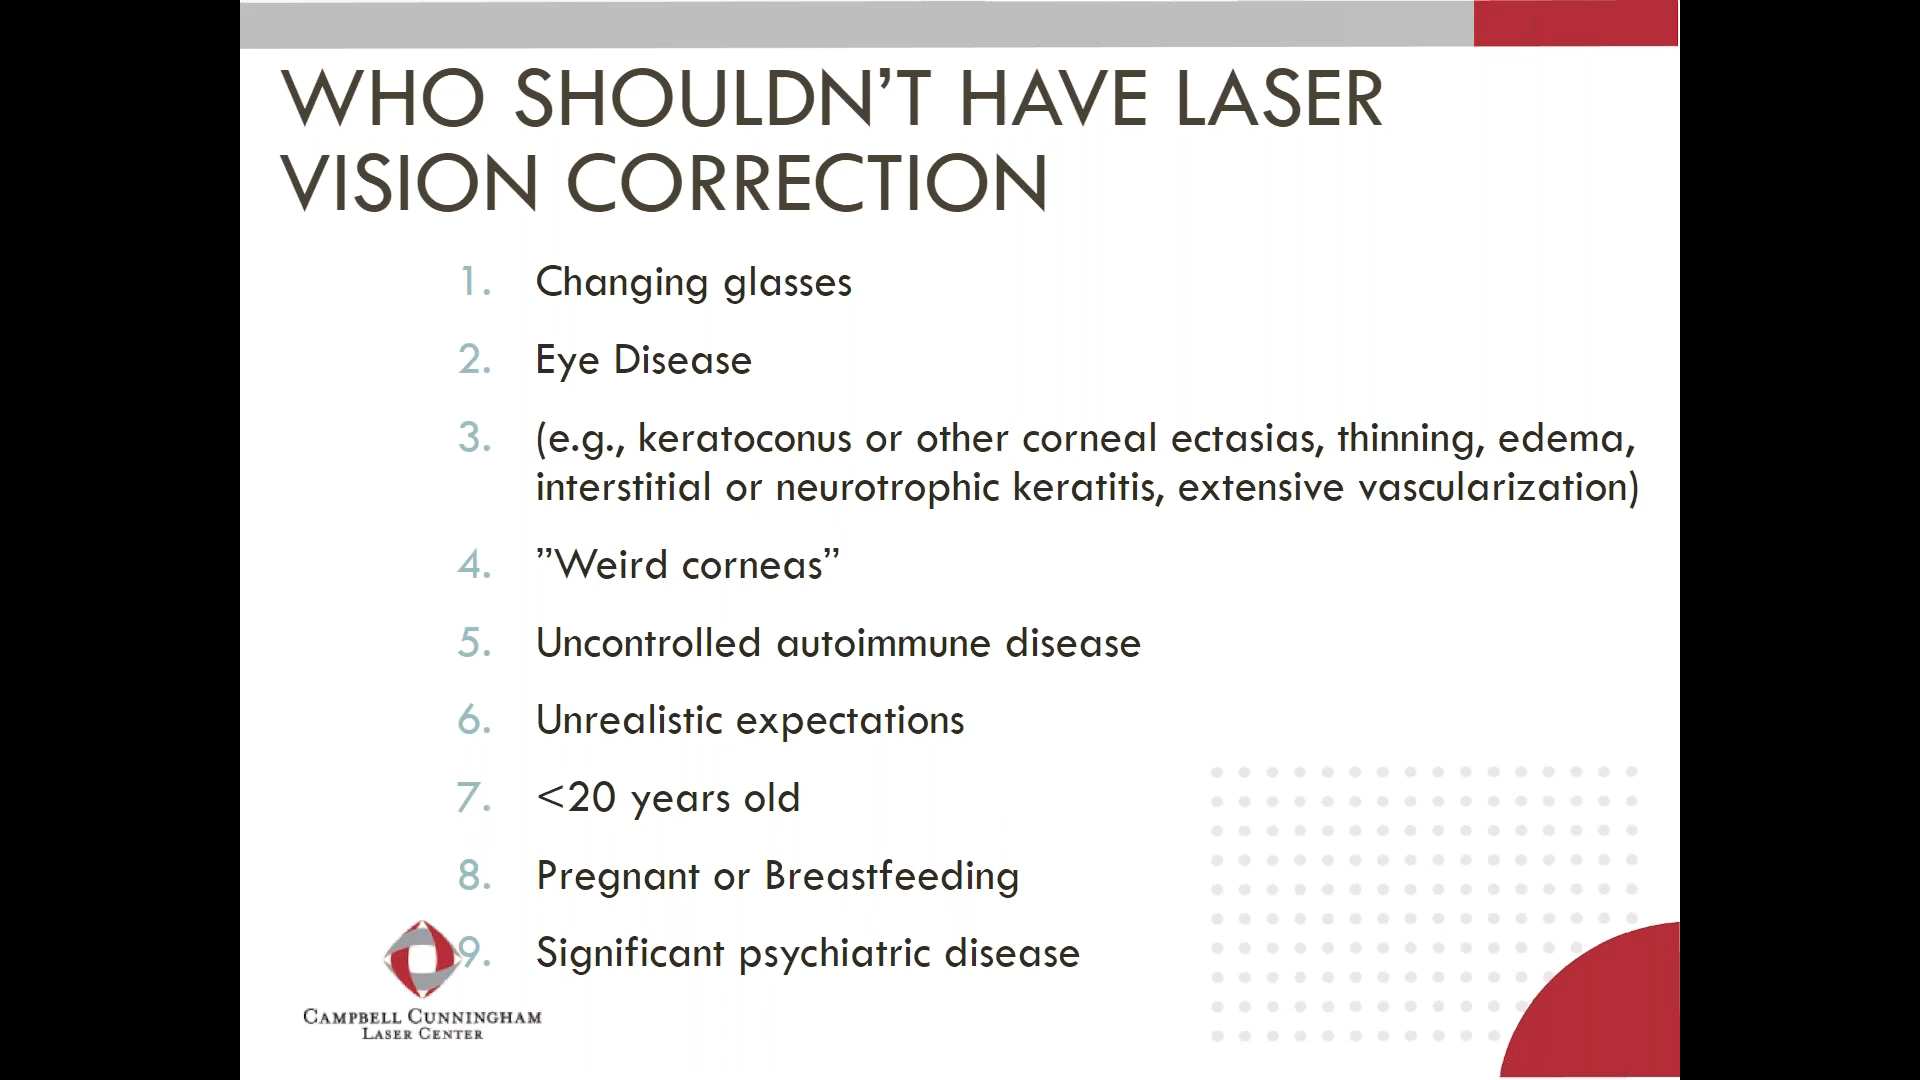 WHO SHOULDN’T HAVE LASER
VISION CORRECTION
1. Changing glasses
2. Eye Disease
3. (e.g., keratoconus or other corneal ectasias, thinning, edema,
interstitial or neurotrophic keratitis, extensive vascularization)
4. ”Weird corneas”
5. Uncontrolled autoimmune disease
6. Unrealistic expectations
7. <20 years old
8. Pregnant or Breastfeeding
9. Significant psychiatric disease
CAMPBELL CUNNINGHAM
LASER CENTER